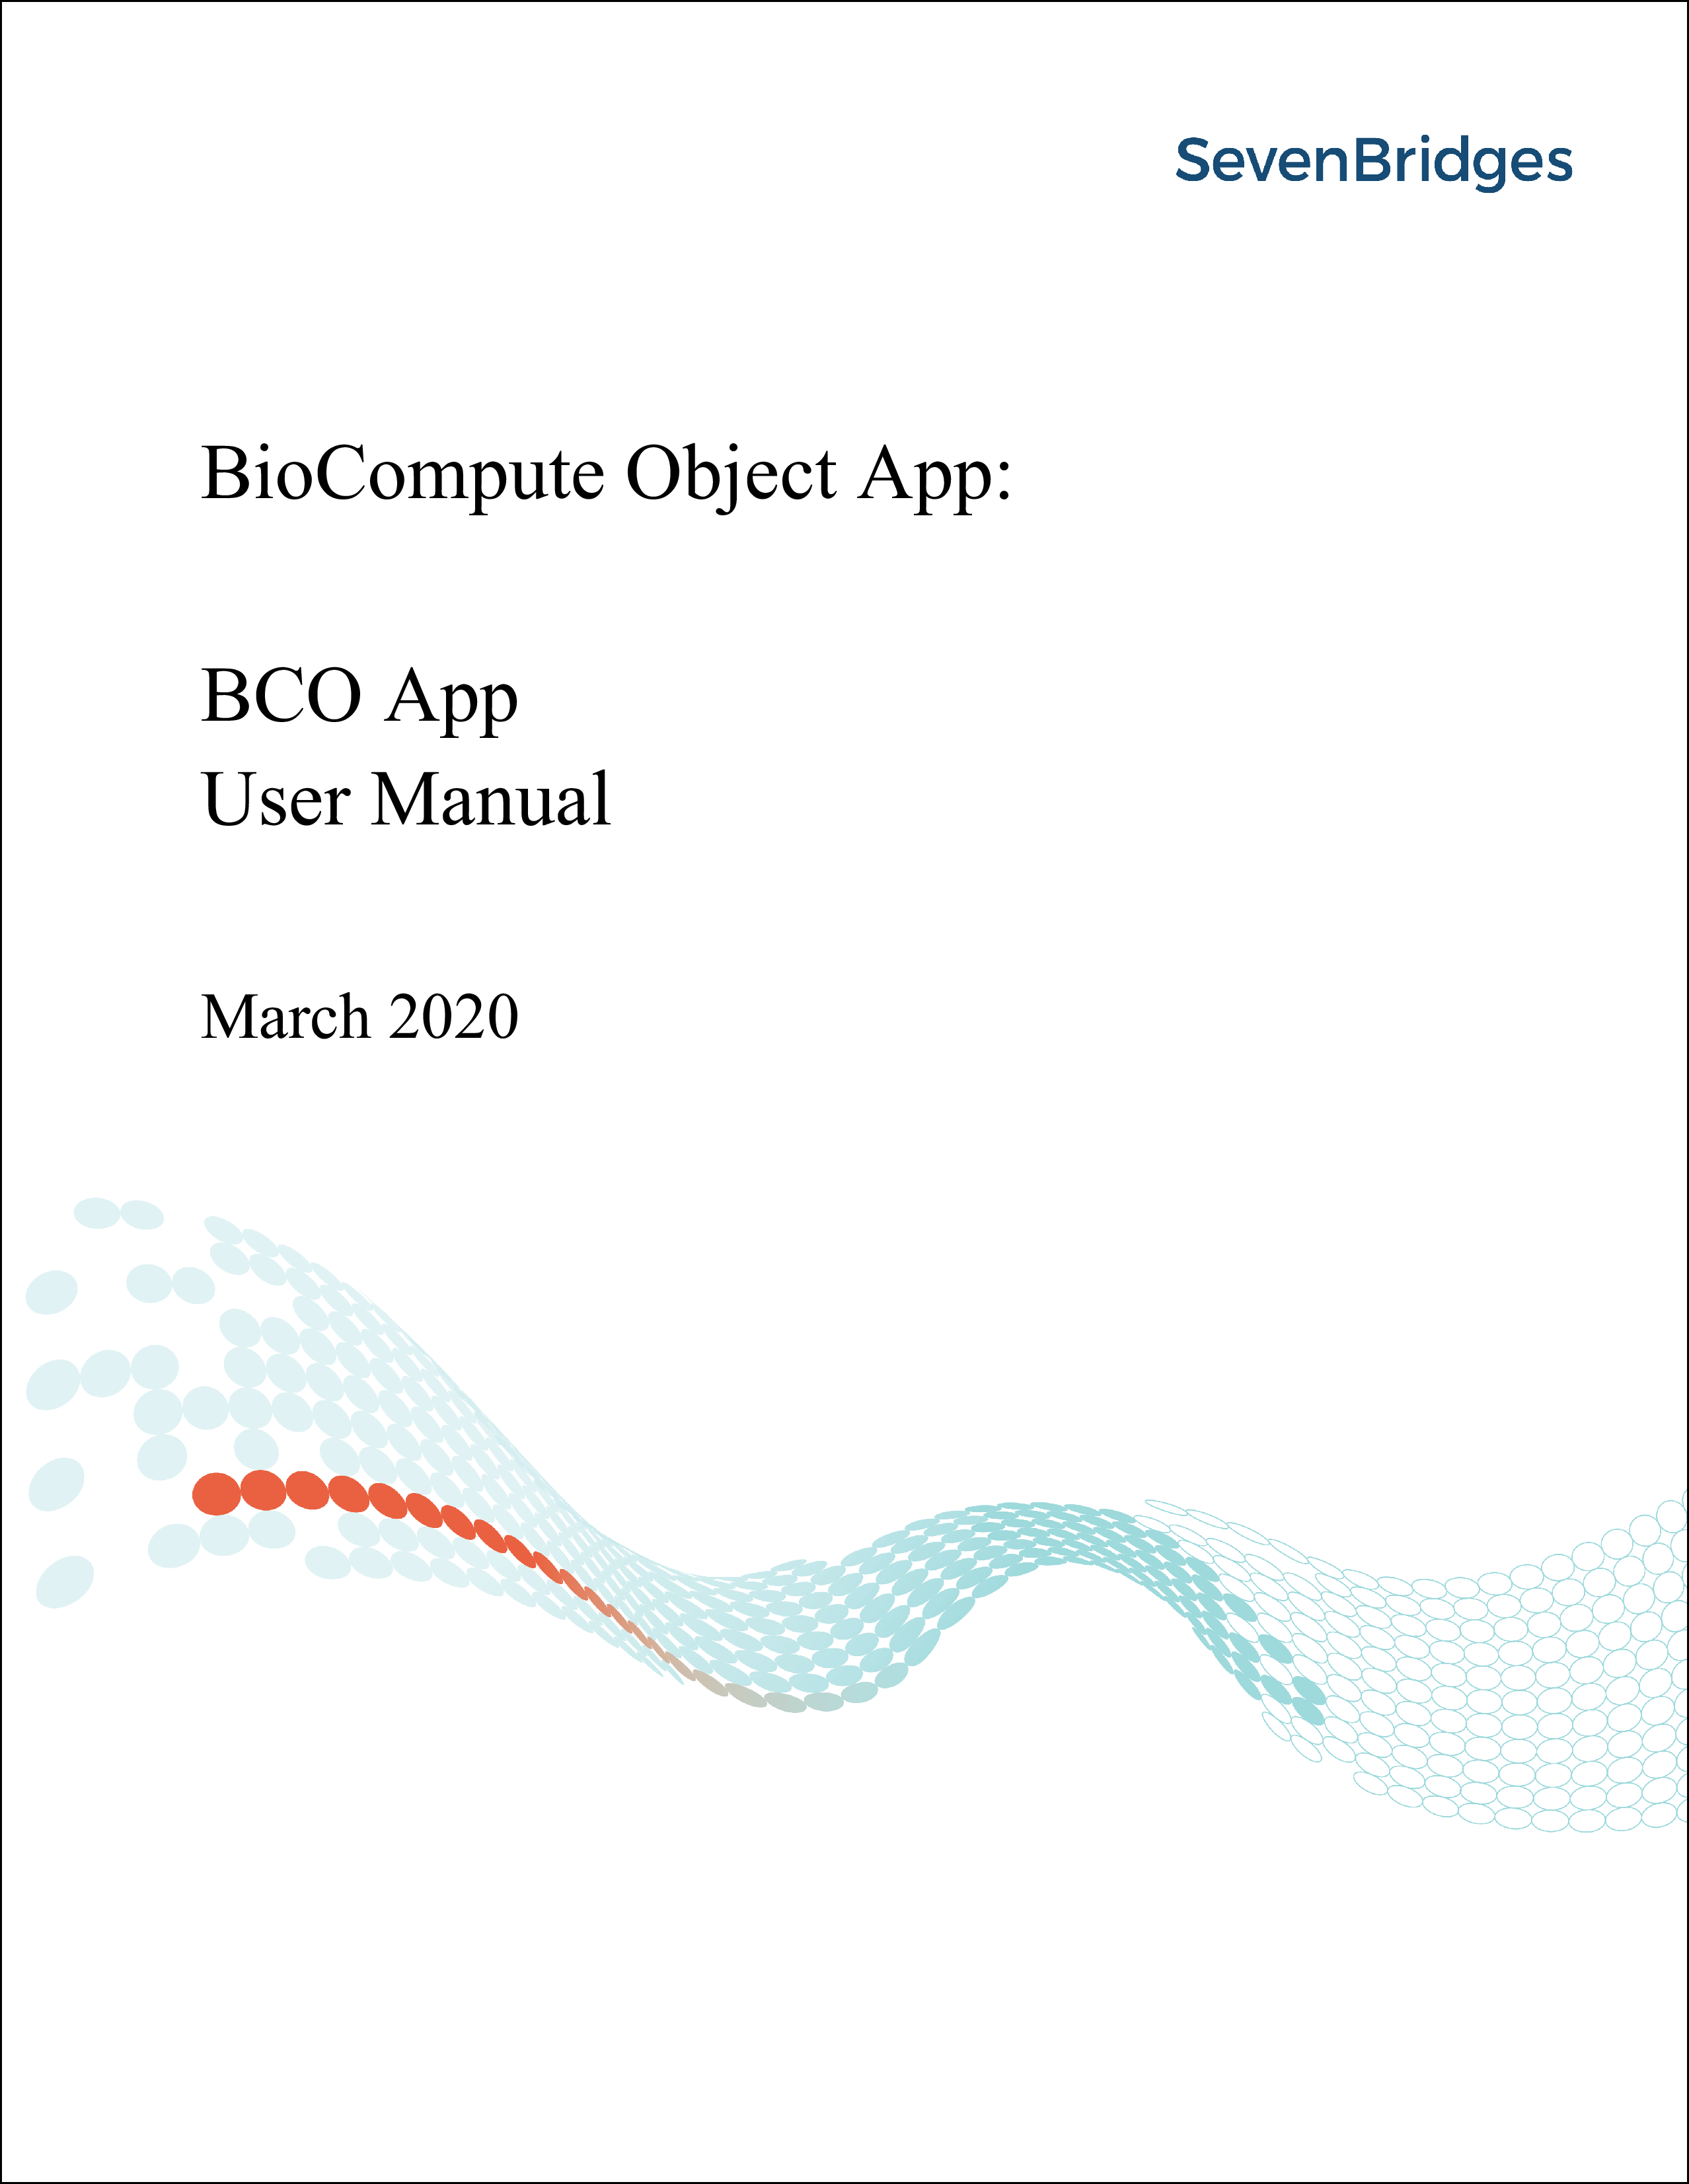 SevenBridges
BioCompute Object App:
BCO App
User Manual
March 2020